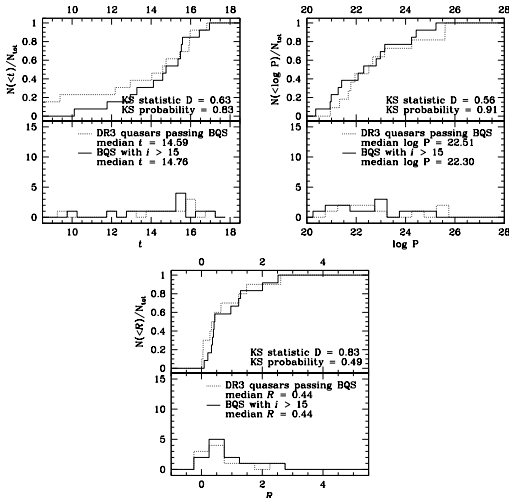 10 12 14 16 18
20 22 24 26 28
N(<t)/Ntot
1
0.8
0.6
0.4
0.2
0
KS statistic D = 0.63
KS probability = 0.83
15
10
5
0
DR3 quasars passing BQS
median t = 14.59
BQS with i > 15
median t = 14.76
10 12 14 16 18
t
N(<log P)/Ntot
1
0.8
0.6
0.4
0.2
0
KS statistic D = 0.56
KS probability = 0.91
15
10
5
0
DR3 quasars passing BQS
median log P = 22.51
BQS with i > 15
median log P = 22.30
20 22 24 26 28
log P
0 2 4
N(<R)/Ntot
1
0.8
0.6
0.4
0.2
0
KS statistic D = 0.83
KS probability = 0.49
15
10
5
0
DR3 quasars passing BQS
median R = 0.44
BQS with i > 15
median R = 0.44
0 2 4
R